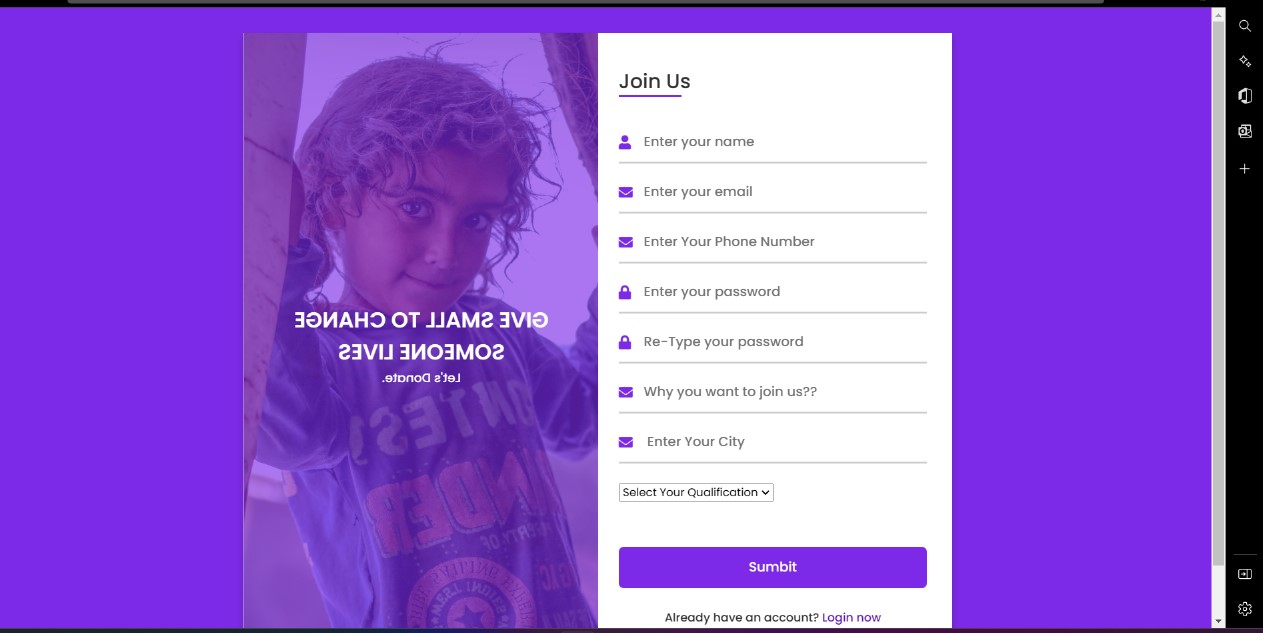 Join Us
Enter your name
Enter your email
Enter Your Phone Number
Enter your password
Re-Type your password
Why you want to join us??
Enter Your City
Select Your Qualification
Sumbit
Already have an account? Login now
GIVE SMALL TO CHANGE
SOMEONE LIVES
Let's Donate.